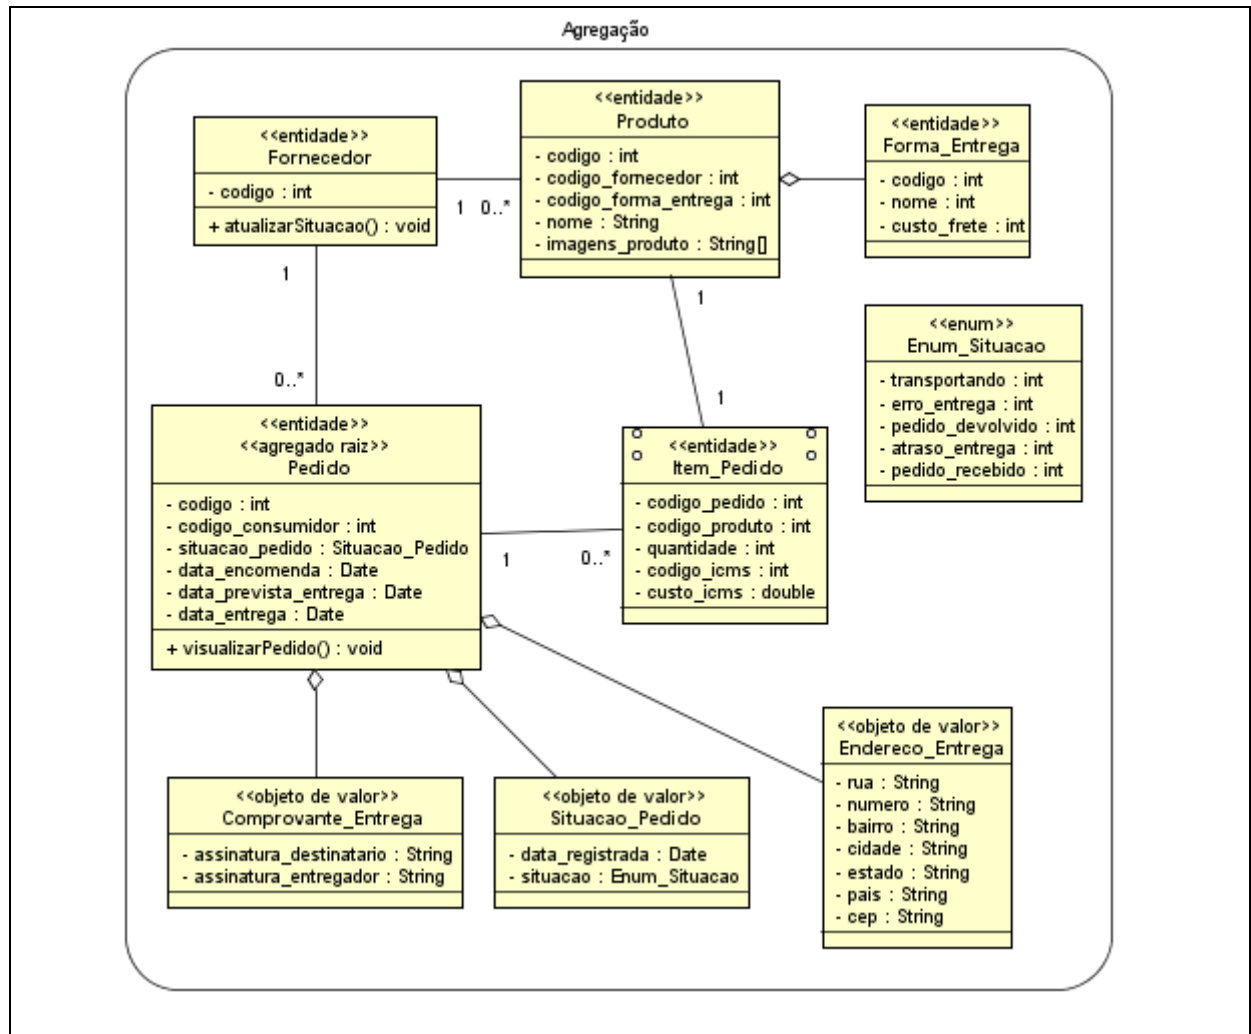 Agregação
<<entidade>>
Fornecedor
- codigo : int
+ atualizarSituacao() : void
<<entidade>>
Produto
- codigo : int
- codigo_fornecedor : int
- codigo_forma_entrega : int
- nome : String
- imagens_produto : String[]
<<entidade>>
Forma_Entrega
- codigo : int
- nome : int
- custo_frete : int
1 0..*
1
0..*
1
1
<<enum>>
Enum_Situacao
- transportando : int
- erro_entrega : int
- pedido_devolvido : int
- atraso_entrega : int
- pedido_recebido : int
<<entidade>>
<<agregado raiz>>
Pedido
- codigo : int
- codigo_consumidor : int
- situacao_pedido : Situacao_Pedido
- data_encomenda : Date
- data_prevista_entrega : Date
- data_entrega : Date
+ visualizarPedido() : void
1 0..*
<<entidade>>
Item_Pedido
- codigo_pedido : int
- codigo_produto : int
- quantidade : int
- codigo_icms : int
- custo_icms : double
<<objeto de valor>>
Comprovante_Entrega
- assinatura_destinatario : String
- assinatura_entregador : String
<<objeto de valor>>
Situacao_Pedido
- data_registrada : Date
- situacao : Enum_Situacao
<<objeto de valor>>
Endereco_Entrega
- rua : String
- numero : String
- bairro : String
- cidade : String
- estado : String
- pais : String
- cep : String